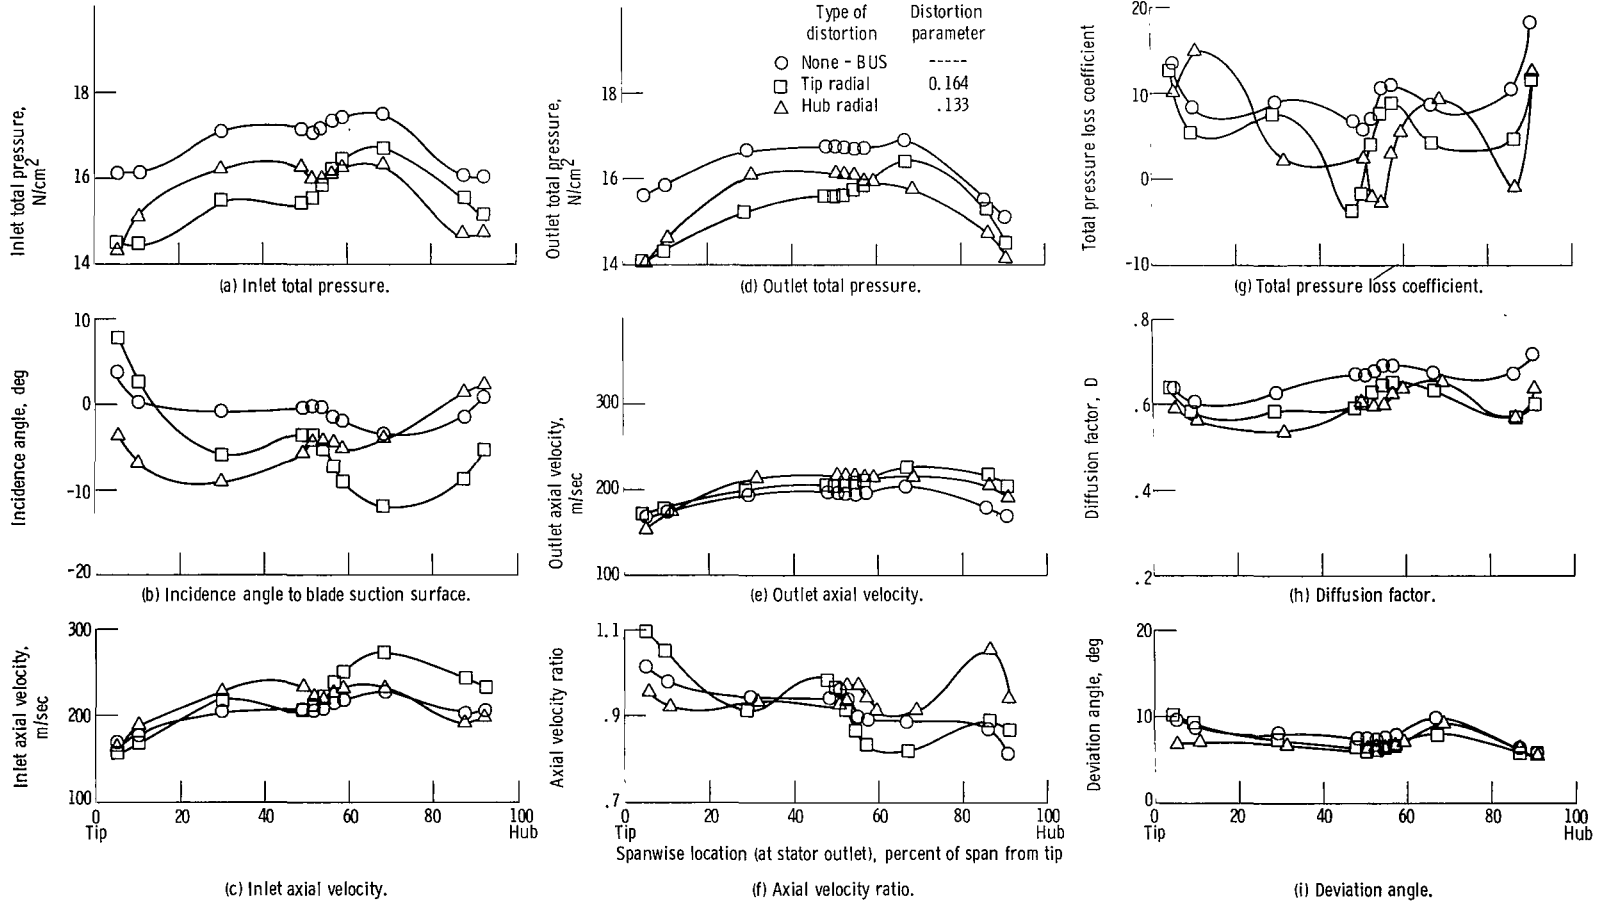 Inlet total pressure,
N/cm2
18
16
14
(a) Inlet total pressure.
Outlet total pressure,
N/cm2
18
16
14
Type of distortion
Distortion parameter
None - BUS -----
Tip radial 0.164
Hub radial .133
(d) Outlet total pressure.
Total pressure loss coefficient
20
10
0
-10
(g) Total pressure loss coefficient.
Incidence angle, deg
10
0
-10
-20
(b) Incidence angle to blade suction surface.
Outlet axial velocity,
m/sec
300
200
100
(e) Outlet axial velocity.
Diffusion factor, D
.8
.6
.4
.2
(h) Diffusion factor.
Inlet axial velocity,
m/sec
300
200
100
0 20 40 60 80 100
Tip Hub
(c) Inlet axial velocity.
Axial velocity ratio
1.1
.9
.7
0 20 40 60 80 100
Tip Hub
Spanwise location (at stator outlet), percent of span from tip
(f) Axial velocity ratio.
Deviation angle, deg
20
10
0
0 20 40 60 80 100
Tip Hub
(i) Deviation angle.